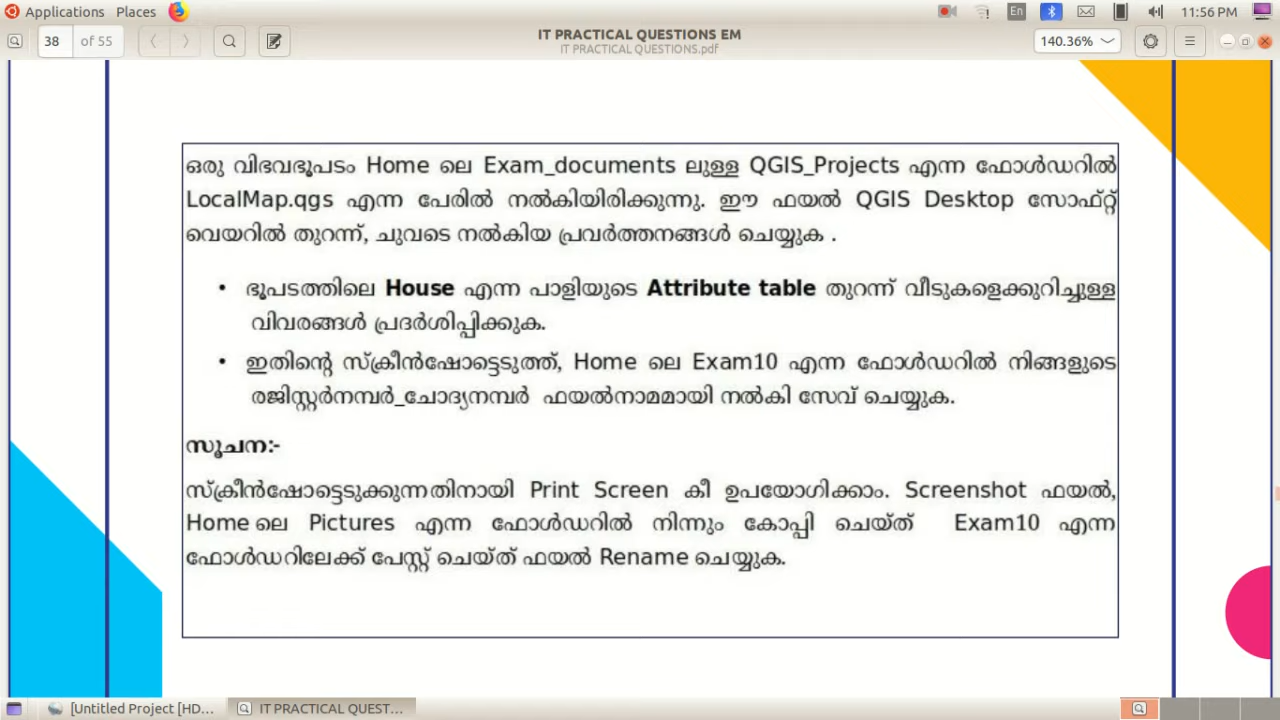 Applications Places En 11:56 PM
38 of 55 IT PRACTICAL QUESTIONS EM 140.36%
IT PRACTICAL QUESTIONS.pdf
ഒരു വിഭവഭൂപടം Home ലെ Exam_documents ലുള്ള QGIS_Projects എന്ന ഫോൾഡറിൽ
LocalMap.qgs എന്ന പേരിൽ നൽകിയിരിക്കുന്നു. ഈ ഫയൽ QGIS Desktop സോഫ്റ്റ്
വെയറിൽ തുറന്ന്, ചുവടെ നൽകിയ പ്രവർത്തനങ്ങൾ ചെയ്യുക .
• ഭൂപടത്തിലെ House എന്ന പാളിയുടെ Attribute table തുറന്ന് വീടുകളെക്കുറിച്ചുള്ള
വിവരങ്ങൾ പ്രദർശിപ്പിക്കുക.
• ഇതിന്റെ സ്ക്രീൻഷോട്ടെടുത്ത്, Home ലെ Exam10 എന്ന ഫോൾഡറിൽ നിങ്ങളുടെ
രജിസ്റ്റർനമ്പർ_ചോദ്യനമ്പർ ഫയൽനാമമായി നൽകി സേവ് ചെയ്യുക.
സൂചന:-
സ്ക്രീൻഷോട്ടെടുക്കുന്നതിനായി Print Screen കീ ഉപയോഗിക്കാം. Screenshot ഫയൽ,
Home ലെ Pictures എന്ന ഫോൾഡറിൽ നിന്നും കോപ്പി ചെയ്ത് Exam10 എന്ന
ഫോൾഡറിലേക്ക് പേസ്റ്റ് ചെയ്ത് ഫയൽ Rename ചെയ്യുക.
[Untitled Project [HD... IT PRACTICAL QUEST...